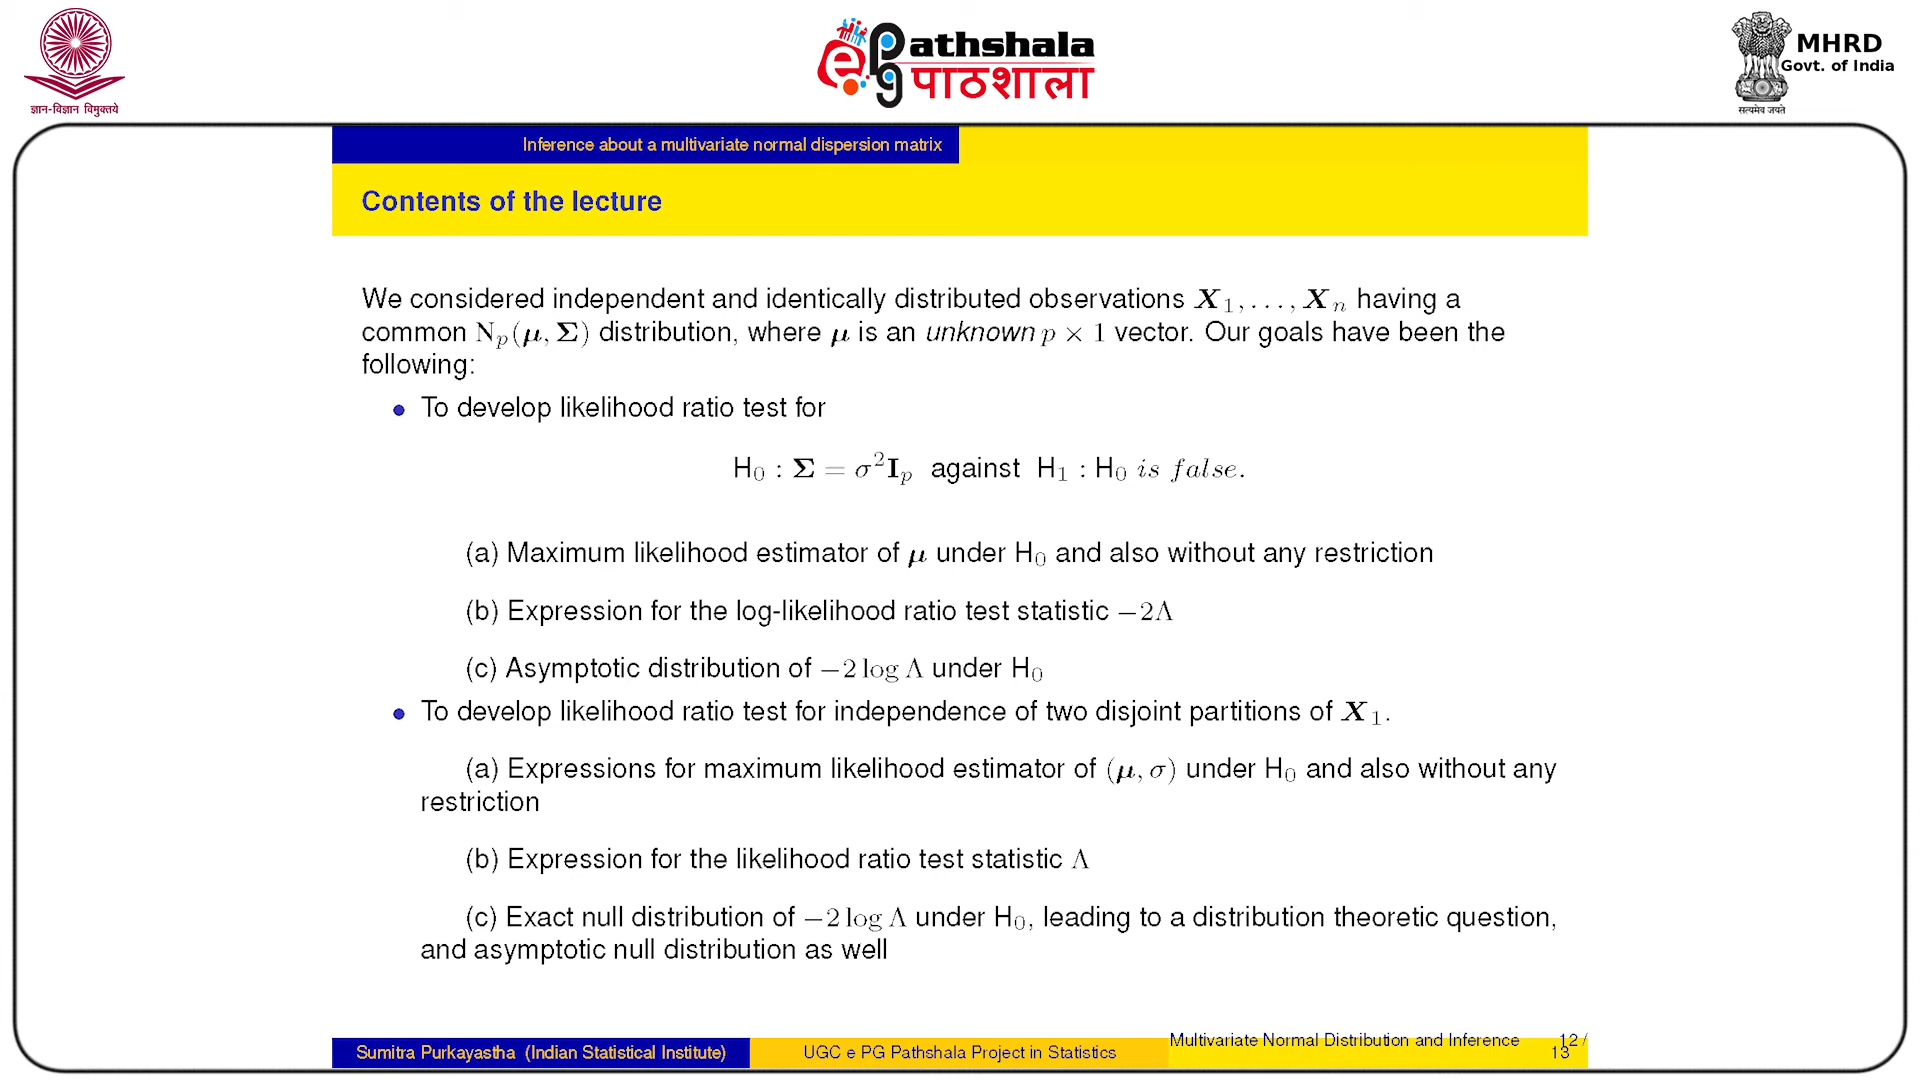 ज्ञान-विज्ञान विमुक्तये
ePG Pathshala
पाठशाला
MHRD
Govt. of India
सत्यमेव जयते
Inference about a multivariate normal dispersion matrix
Contents of the lecture
We considered independent and identically distributed observations X₁, . . . , Xₙ having a
common Nₚ(μ, Σ) distribution, where μ is an unknown p × 1 vector. Our goals have been the
following:
• To develop likelihood ratio test for
H₀ : Σ = σ²Iₚ against H₁ : H₀ is false.
(a) Maximum likelihood estimator of μ under H₀ and also without any restriction
(b) Expression for the log-likelihood ratio test statistic −2Λ
(c) Asymptotic distribution of −2 log Λ under H₀
• To develop likelihood ratio test for independence of two disjoint partitions of X₁.
(a) Expressions for maximum likelihood estimator of (μ, σ) under H₀ and also without any
restriction
(b) Expression for the likelihood ratio test statistic Λ
(c) Exact null distribution of −2 log Λ under H₀, leading to a distribution theoretic question,
and asymptotic null distribution as well
Sumitra Purkayastha (Indian Statistical Institute)
UGC e PG Pathshala Project in Statistics
Multivariate Normal Distribution and Inference
12 /
13